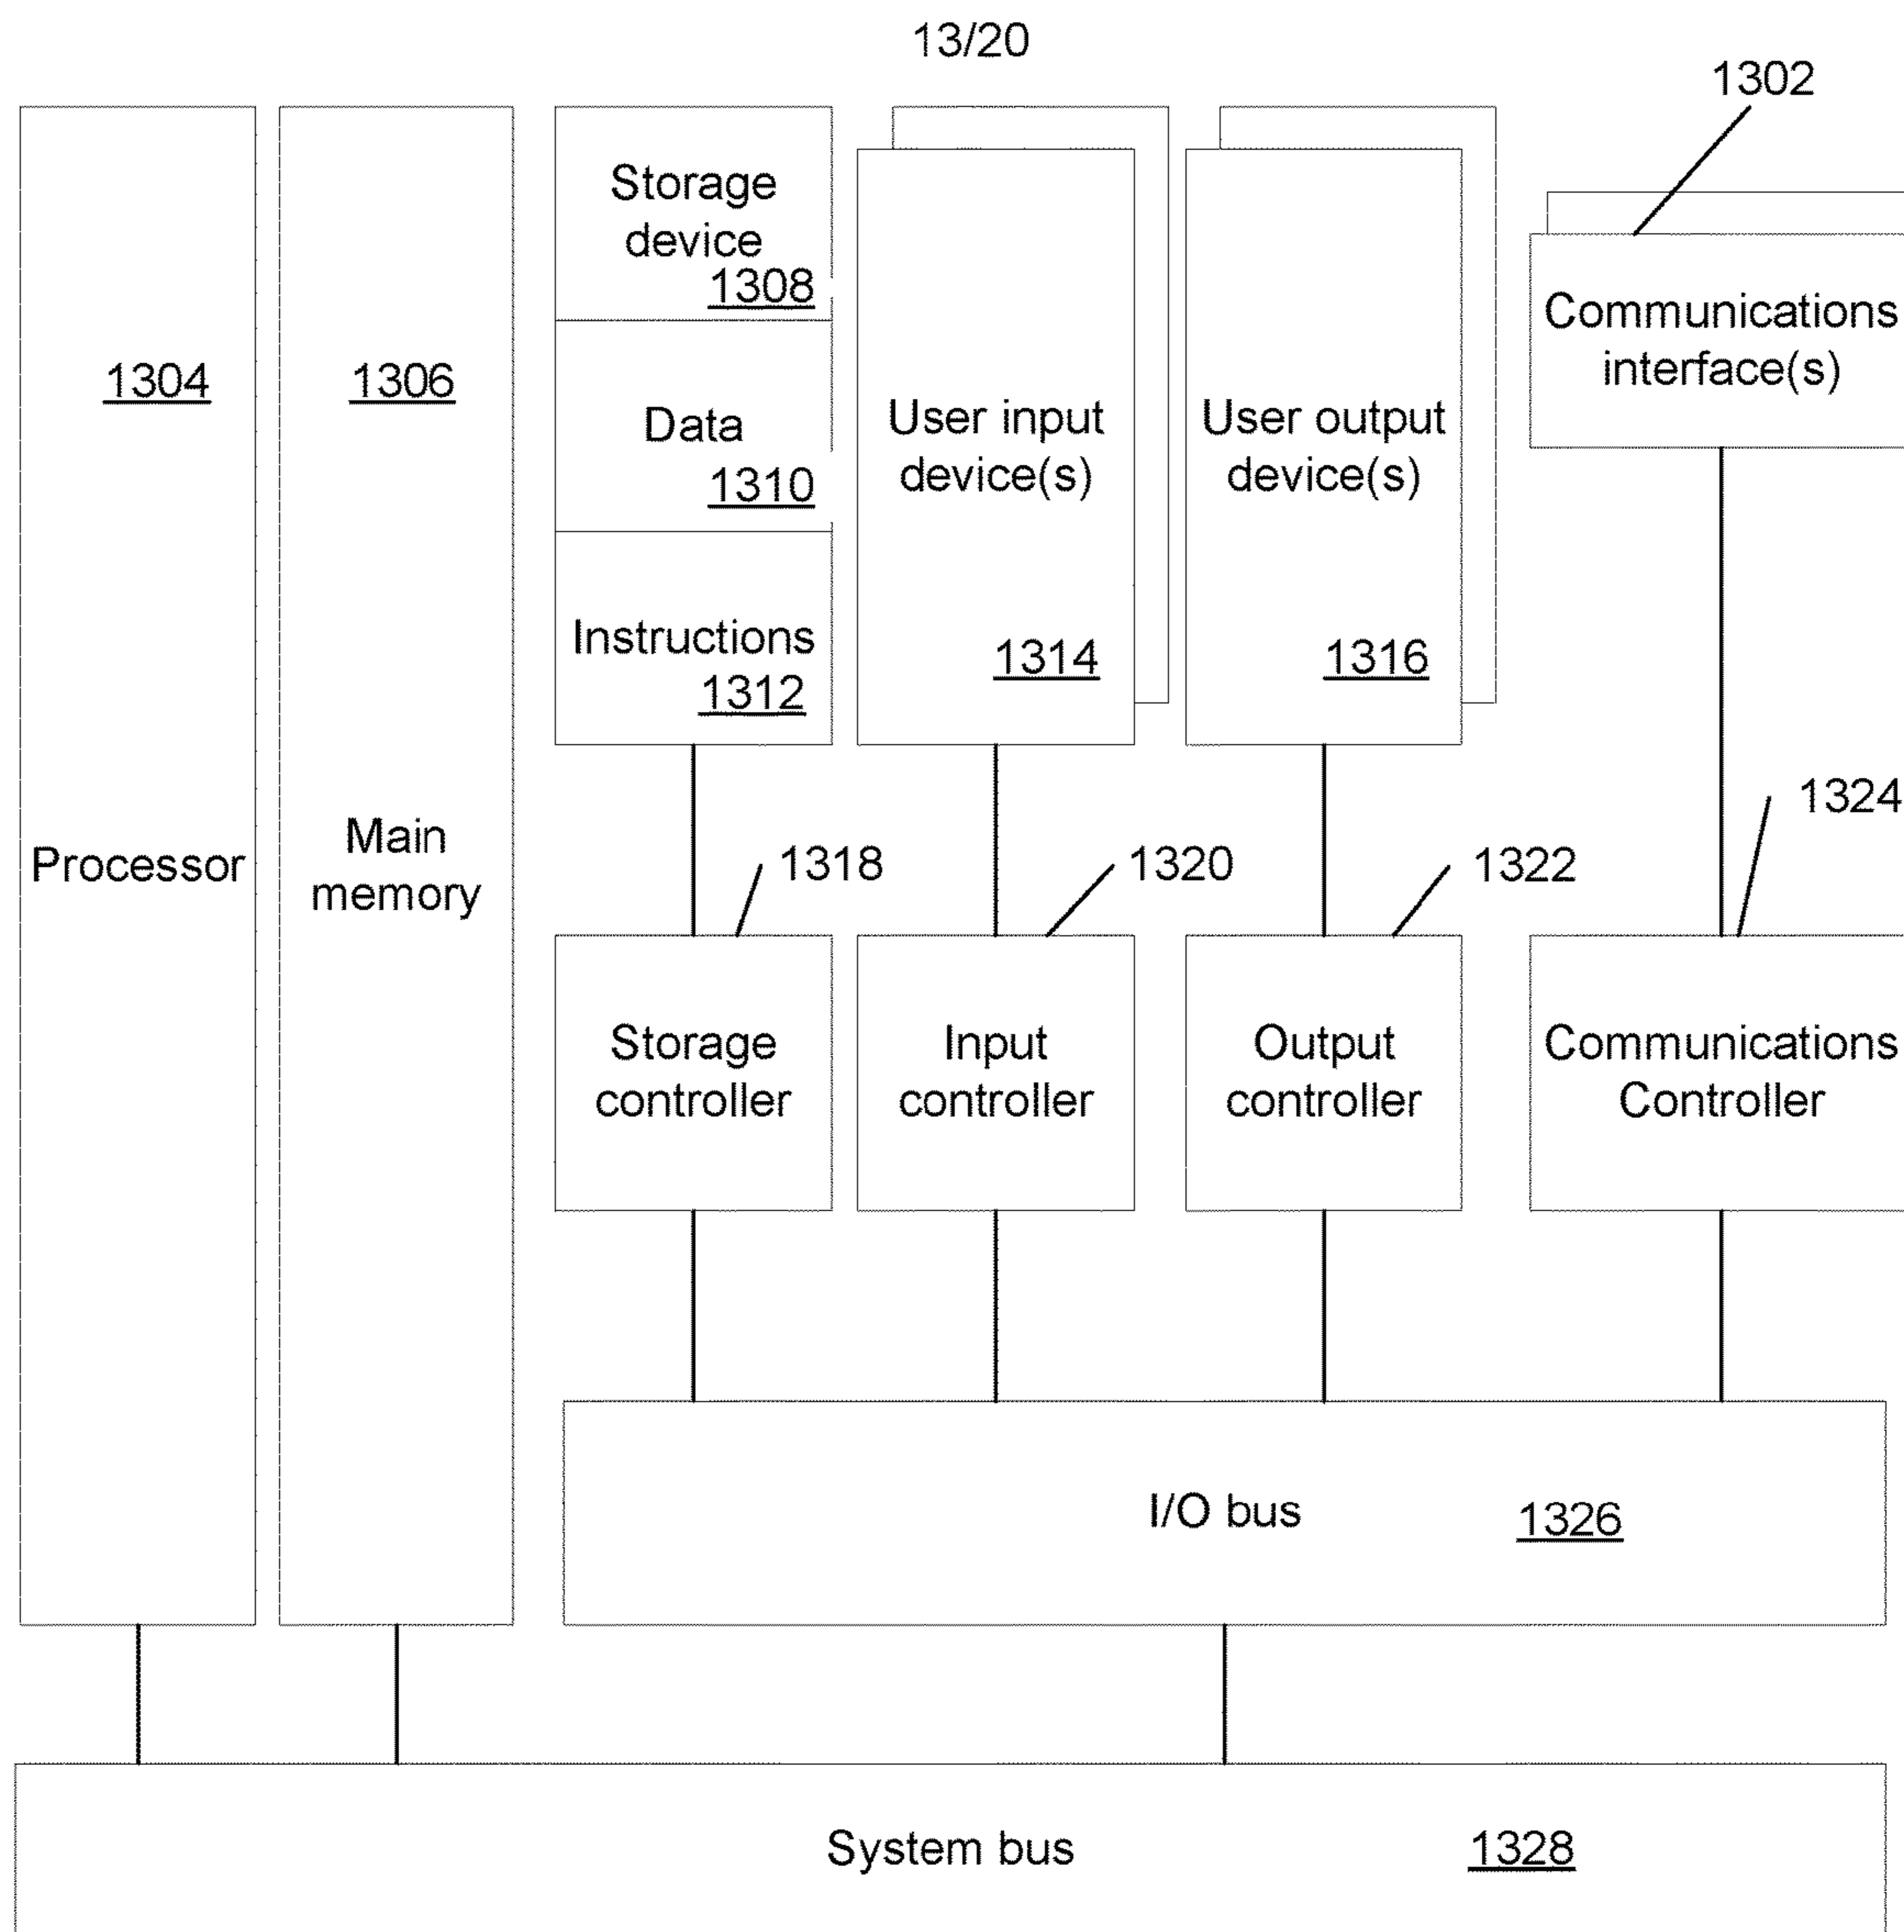 13/20
1302
Storage
device
1308
Communications
interface(s)
1304
1306
Data
1310
User input
device(s)
User output
device(s)
Instructions
1312
1314
1316
Processor
Main
memory
1318
1320
1322
1324
Storage
controller
Input
controller
Output
controller
Communications
Controller
I/O bus
1326
System bus
1328